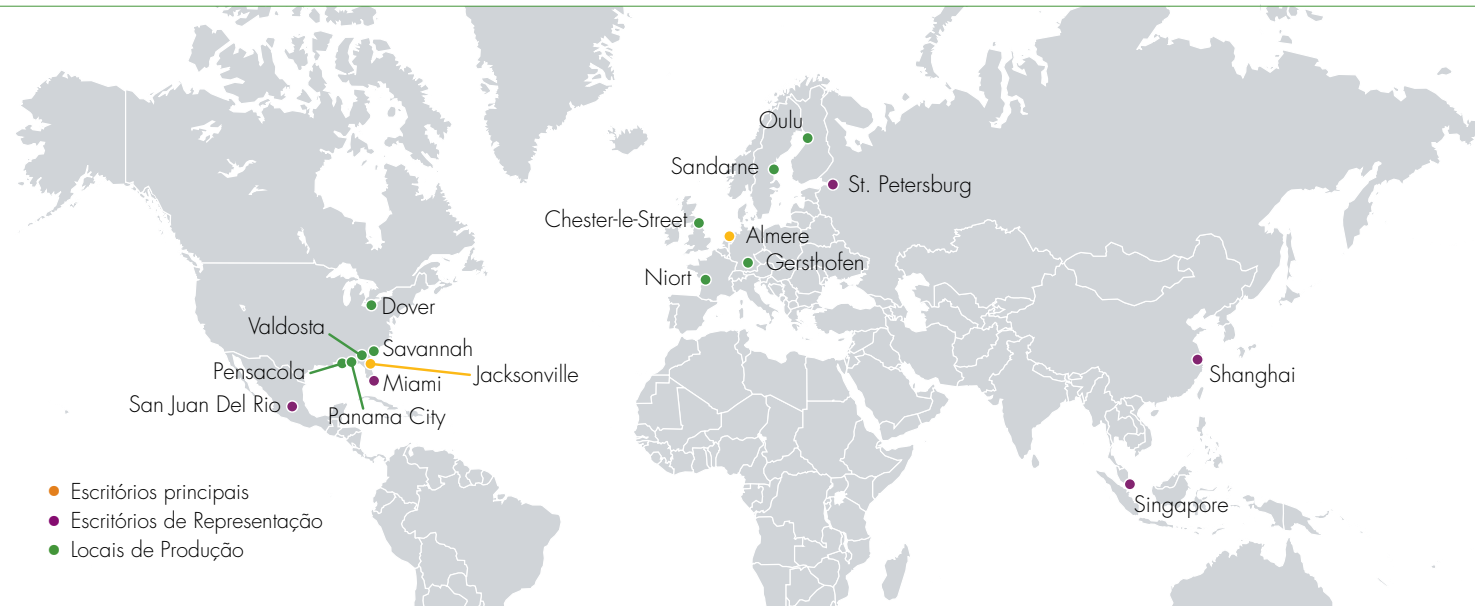 Oulu
Sandarne
St. Petersburg
Chester-le-Street
Almere
Gersthofen
Niort
Dover
Valdosta
Savannah
Pensacola
Jacksonville
Miami
San Juan Del Rio
Panama City
Shanghai
Singapore
Escritórios principais
Escritórios de Representação
Locais de Produção